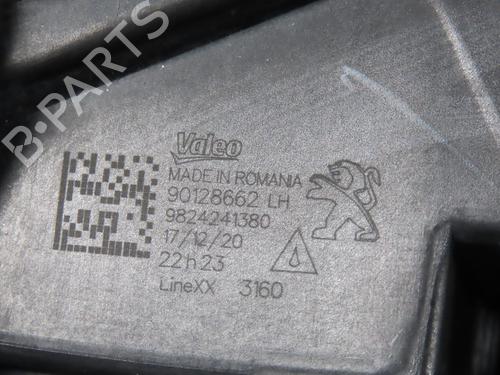 B-PARTS
Valeo
MADE IN ROMANIA
90128662 LH
9824241380
17/12/20
22h23
LineXX 3160